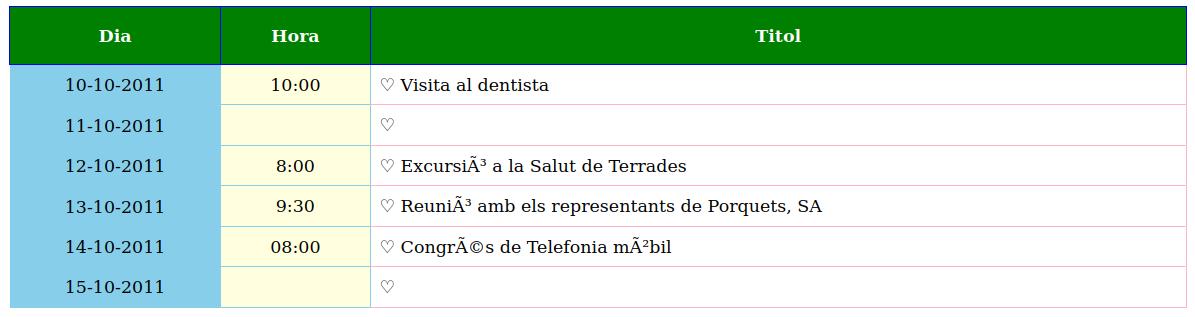 Dia Hora Titol
10-10-2011 10:00 ♡ Visita al dentista
11-10-2011 ♡
12-10-2011 8:00 ♡ ExcursiÃ³ a la Salut de Terrades
13-10-2011 9:30 ♡ ReuniÃ³ amb els representants de Porquets, SA
14-10-2011 08:00 ♡ CongrÃ©s de Telefonia mÃ²bil
15-10-2011 ♡